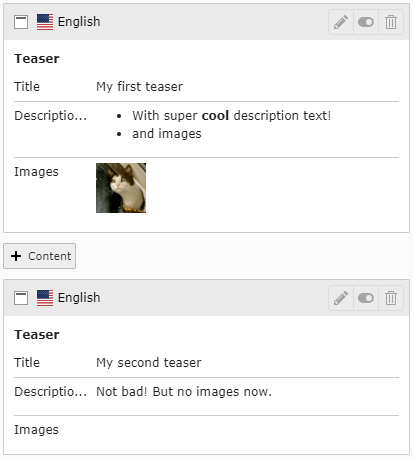 English
Teaser
Title My first teaser
Descriptio... • With super cool description text!
• and images
Images
+ Content
English
Teaser
Title My second teaser
Descriptio... Not bad! But no images now.
Images